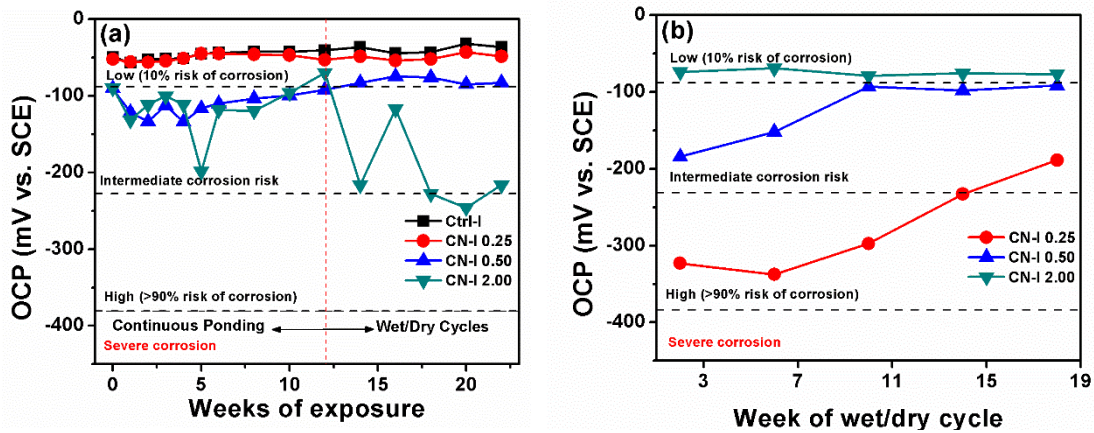 (a)
0
-100
-200
-300
-400
OCP (mV vs. SCE)
Low (10% risk of corrosion)
Intermediate corrosion risk
Ctrl-I
CN-I 0.25
CN-I 0.50
CN-I 2.00
High (>90% risk of corrosion)
Continuous Ponding
Wet/Dry Cycles
Severe corrosion
0 5 10 15 20
Weeks of exposure
(b)
0
-100
-200
-300
-400
OCP (mV vs. SCE)
Low (10% risk of corrosion)
Intermediate corrosion risk
CN-I 0.25
CN-I 0.50
CN-I 2.00
High (>90% risk of corrosion)
Severe corrosion
3 7 11 15 19
Week of wet/dry cycle